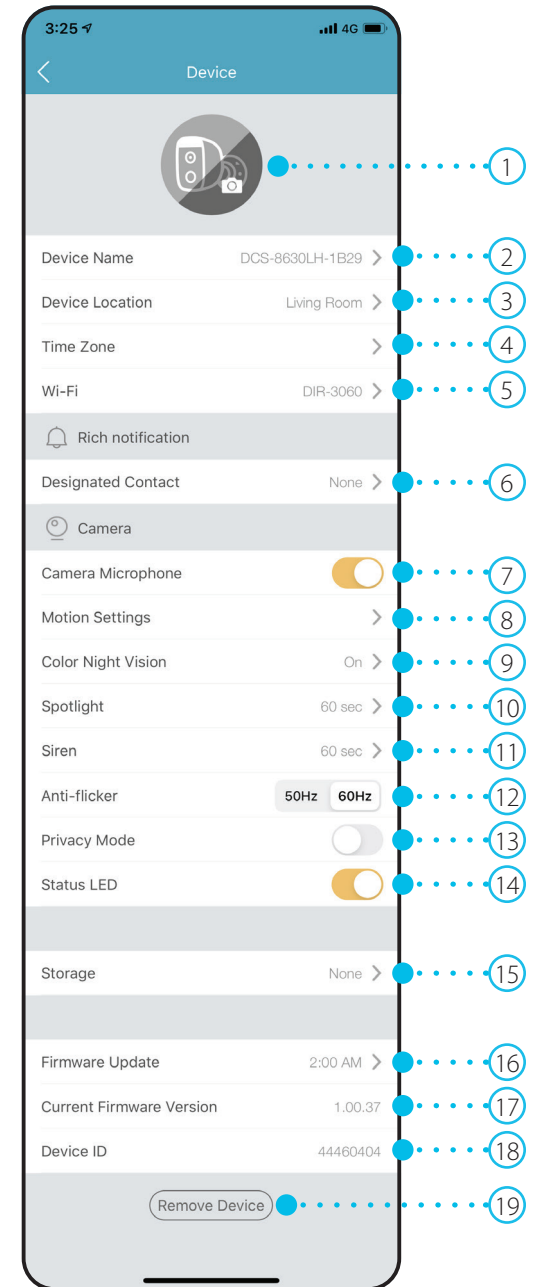 3:25 4G
Device
1
Device Name DCS-8630LH-1B29 2
Device Location Living Room 3
Time Zone 4
Wi-Fi DIR-3060 5
Rich notification
Designated Contact None 6
Camera
Camera Microphone 7
Motion Settings 8
Color Night Vision On 9
Spotlight 60 sec 10
Siren 60 sec 11
Anti-flicker 50Hz 60Hz 12
Privacy Mode 13
Status LED 14
Storage None 15
Firmware Update 2:00 AM 16
Current Firmware Version 1.00.37 17
Device ID 44460404 18
Remove Device 19